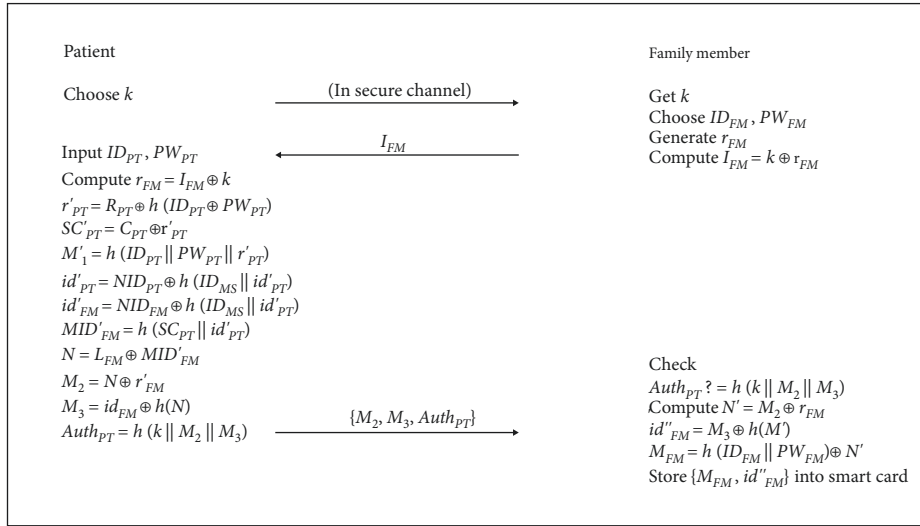 Patient
Family member
Choose k
(In secure channel)
Get k
Choose ID_FM, PW_FM
Generate r_FM
Compute I_FM = k ⊕ r_FM
I_FM
Input ID_PT, PW_PT
Compute r_FM = I_FM ⊕ k
r'_PT = R_PT ⊕ h (ID_PT ⊕ PW_PT)
SC'_PT = C_PT ⊕ r'_PT
M'_1 = h (ID_PT || PW_PT || r'_PT)
id'_PT = NID_PT ⊕ h (ID_MS || id'_PT)
id'_FM = NID_FM ⊕ h (ID_MS || id'_PT)
MID'_FM = h (SC_PT || id'_PT)
N = L_FM ⊕ MID'_FM
M_2 = N ⊕ r'_FM
M_3 = id_FM ⊕ h(N)
Auth_PT = h (k || M_2 || M_3)
{M_2, M_3, Auth_PT}
Check
Auth_PT ? = h (k || M_2 || M_3)
Compute N' = M_2 ⊕ r_FM
id''_FM = M_3 ⊕ h(M')
M_FM = h (ID_FM || PW_FM) ⊕ N'
Store {M_FM, id''_FM} into smart card